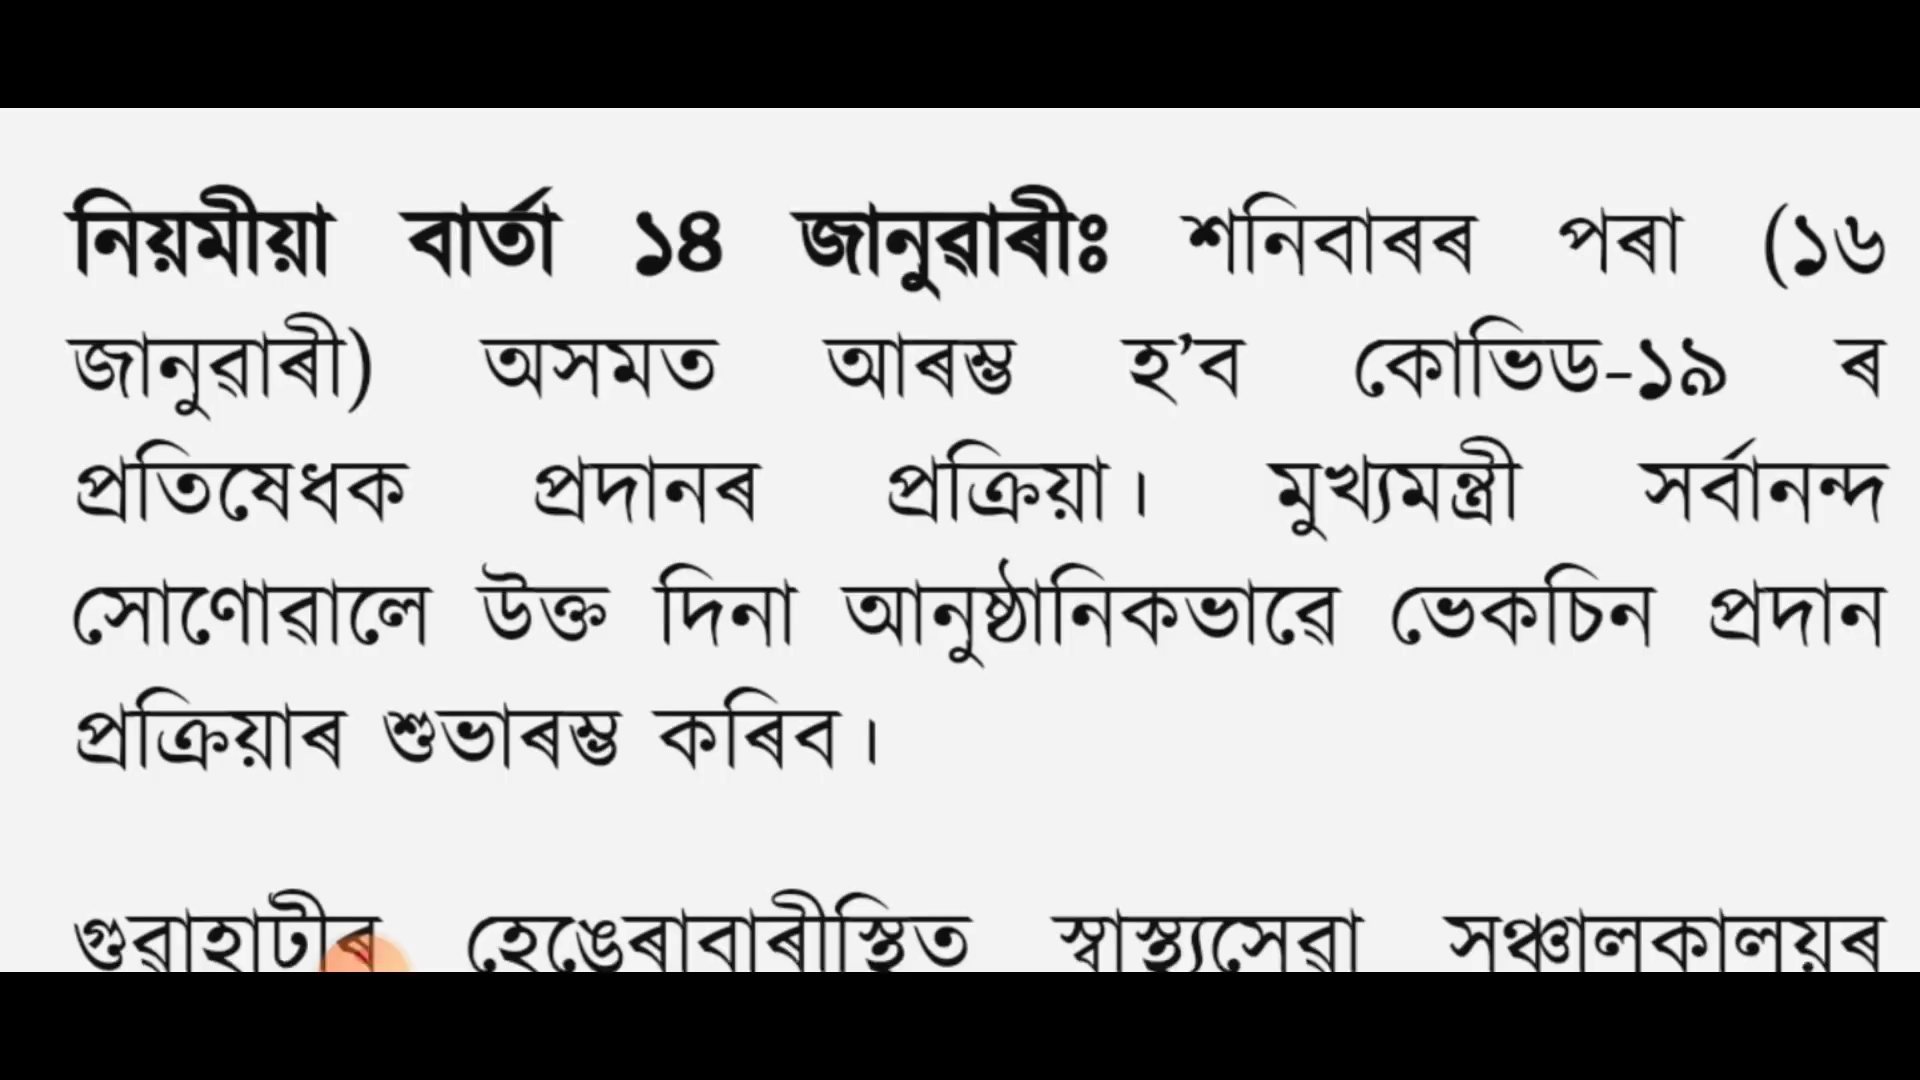 নিয়মীয়া বাৰ্তা ১৪ জানুৱাৰীঃ শনিবাৰৰ পৰা (১৬
জানুৱাৰী) অসমত আৰম্ভ হ’ব কোভিড-১৯ ৰ
প্ৰতিষেধক প্ৰদানৰ প্ৰক্ৰিয়া। মুখ্যমন্ত্ৰী সৰ্বানন্দ
সোণোৱালে উক্ত দিনা আনুষ্ঠানিকভাৱে ভেকচিন প্ৰদান
প্ৰক্ৰিয়াৰ শুভাৰম্ভ কৰিব।
গুৱাহাটীৰ হেঙেৰাবাৰীস্থিত স্বাস্থ্যসেৱা সঞ্চালকালয়ৰ